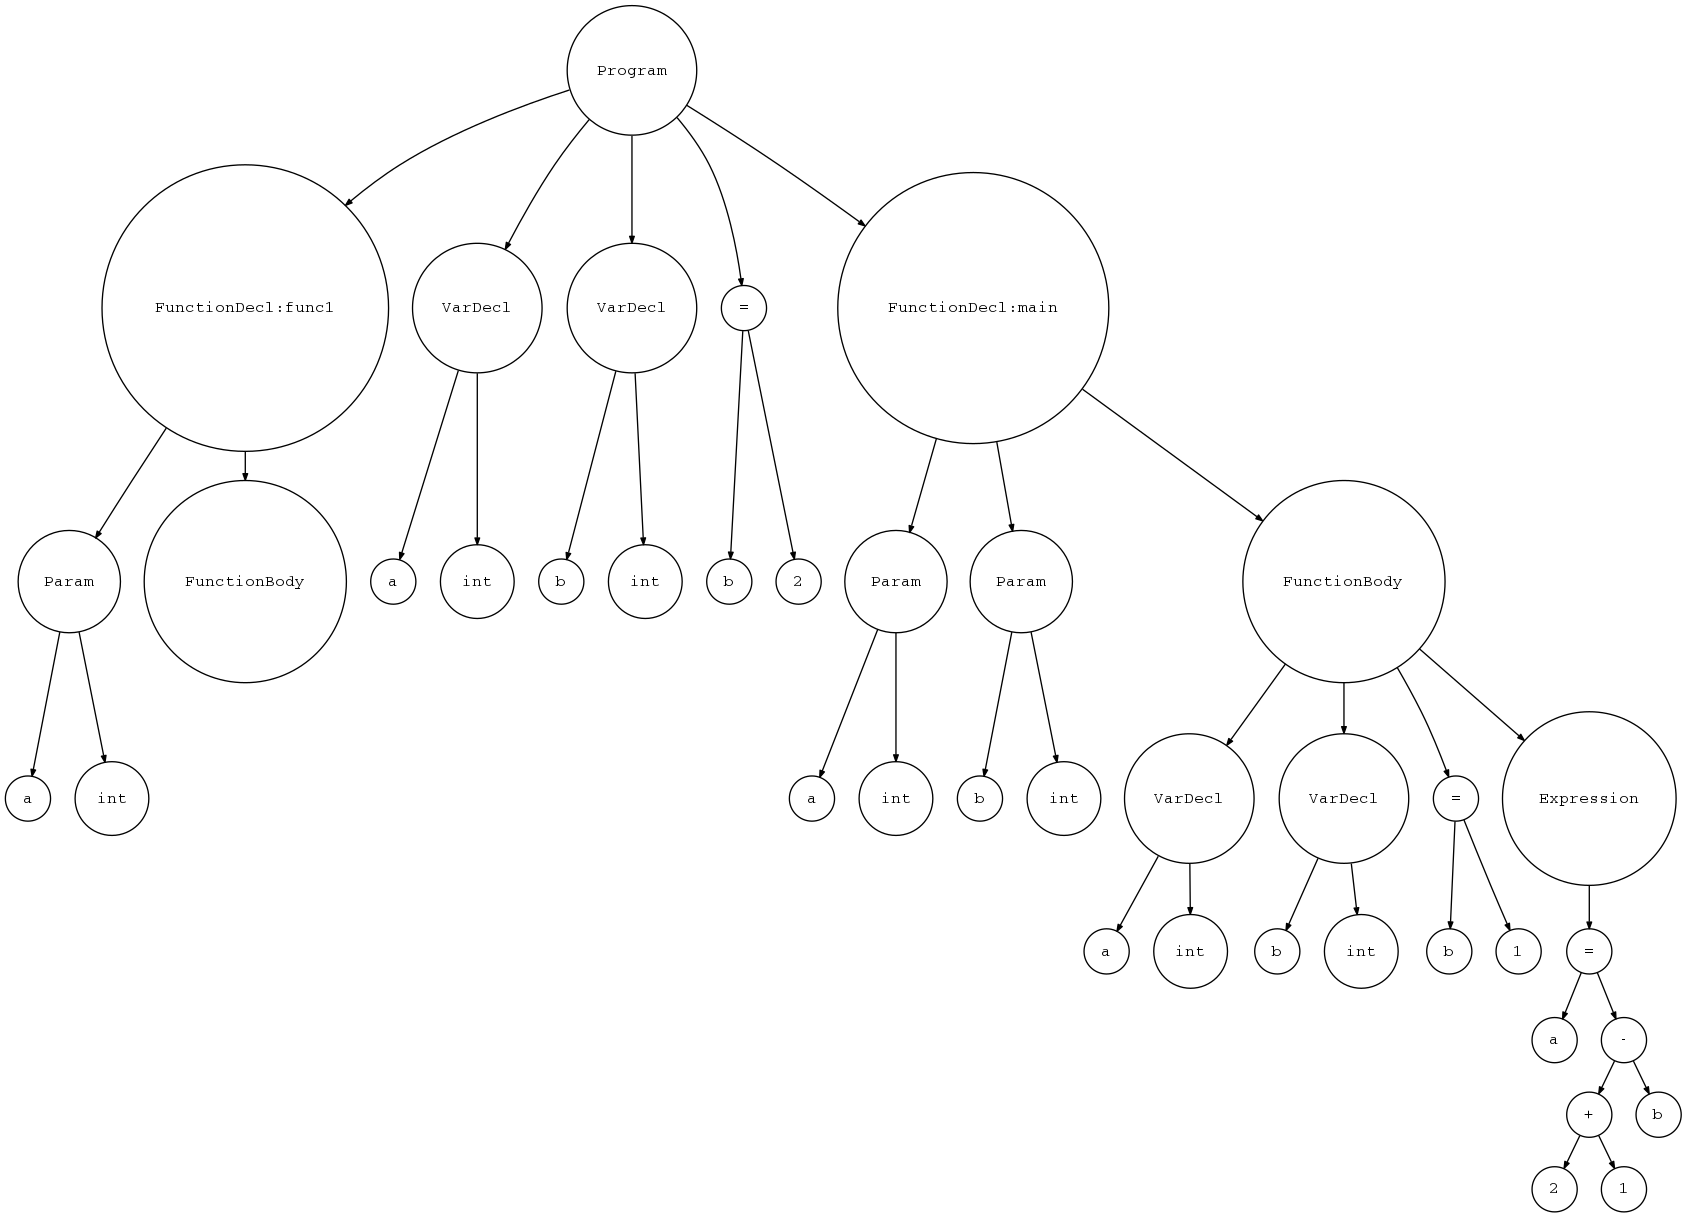 Program
FunctionDecl:func1
VarDecl
VarDecl
=
FunctionDecl:main
Param
FunctionBody
a
int
b
int
b
2
Param
Param
FunctionBody
a
int
a
int
b
int
VarDecl
VarDecl
=
Expression
a
int
b
int
b
1
=
a
-
+
b
2
1